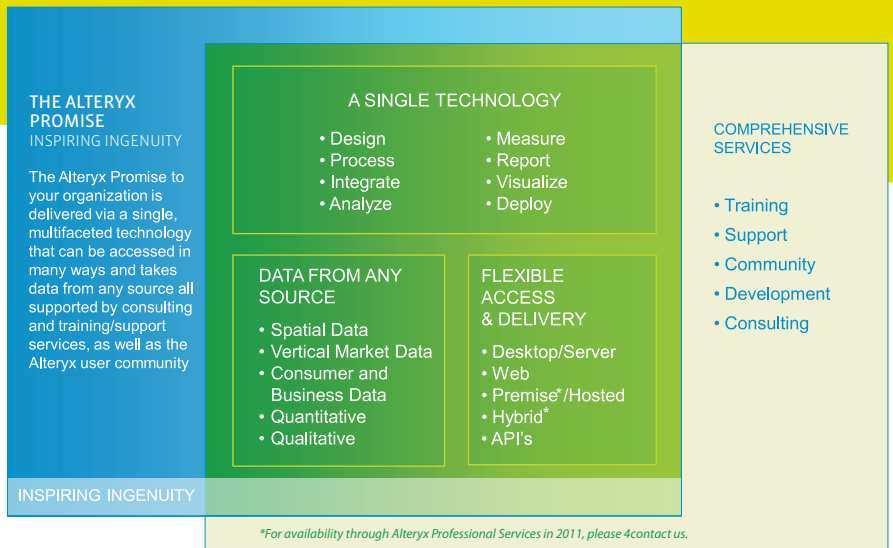 THE ALTERYX
PROMISE
INSPIRING INGENUITY
The Alteryx Promise to
your organization is
delivered via a single,
multifaceted technology
that can be accessed in
many ways and takes
data from any source all
supported by consulting
and training/support
services, as well as the
Alteryx user community
A SINGLE TECHNOLOGY
• Design
• Process
• Integrate
• Analyze
• Measure
• Report
• Visualize
• Deploy
DATA FROM ANY
SOURCE
• Spatial Data
• Vertical Market Data
• Consumer and
Business Data
• Quantitative
• Qualitative
FLEXIBLE
ACCESS
& DELIVERY
• Desktop/Server
• Web
• Premise*/Hosted
• Hybrid*
• API's
COMPREHENSIVE
SERVICES
• Training
• Support
• Community
• Development
• Consulting
INSPIRING INGENUITY
*For availability through Alteryx Professional Services in 2011, please 4contact us.